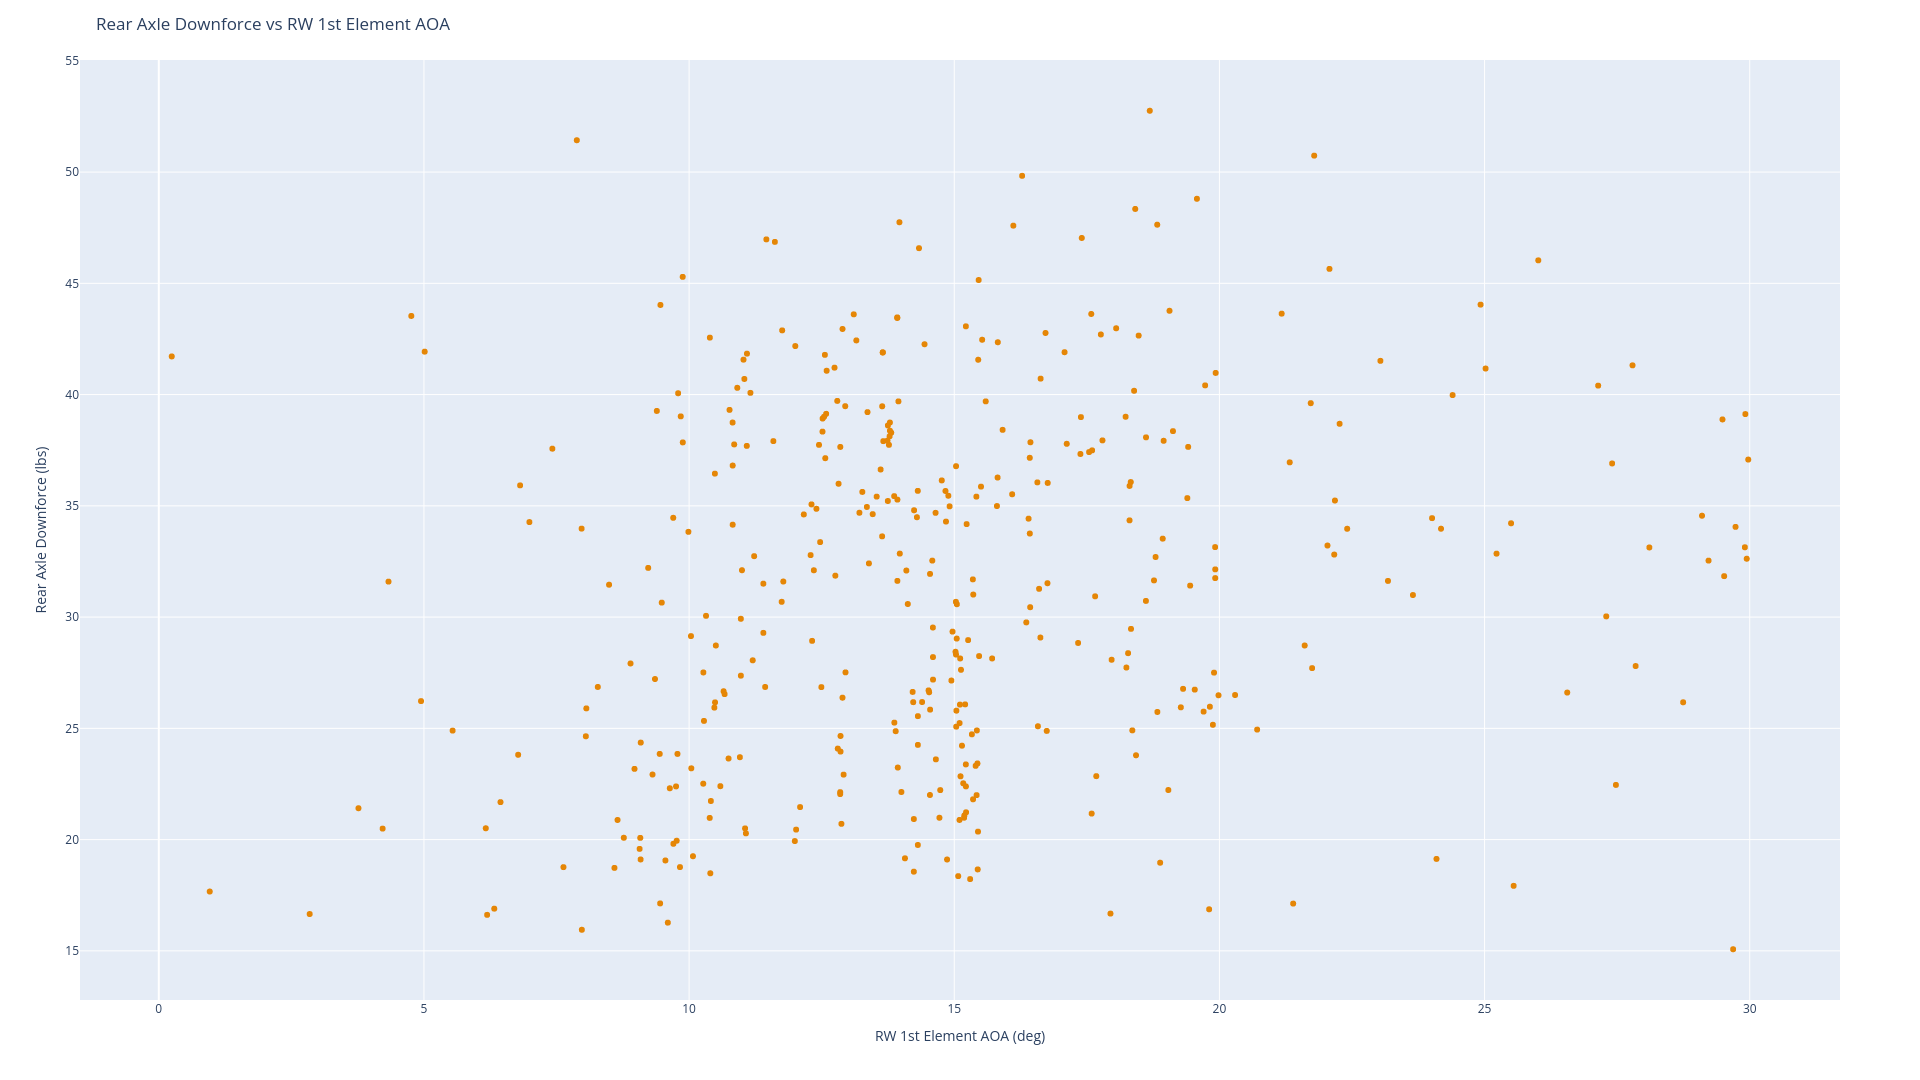 Rear Axle Downforce vs RW 1st Element AOA
55
50
45
40
35
30
25
20
15
Rear Axle Downforce (lbs)
0 5 10 15 20 25 30
RW 1st Element AOA (deg)